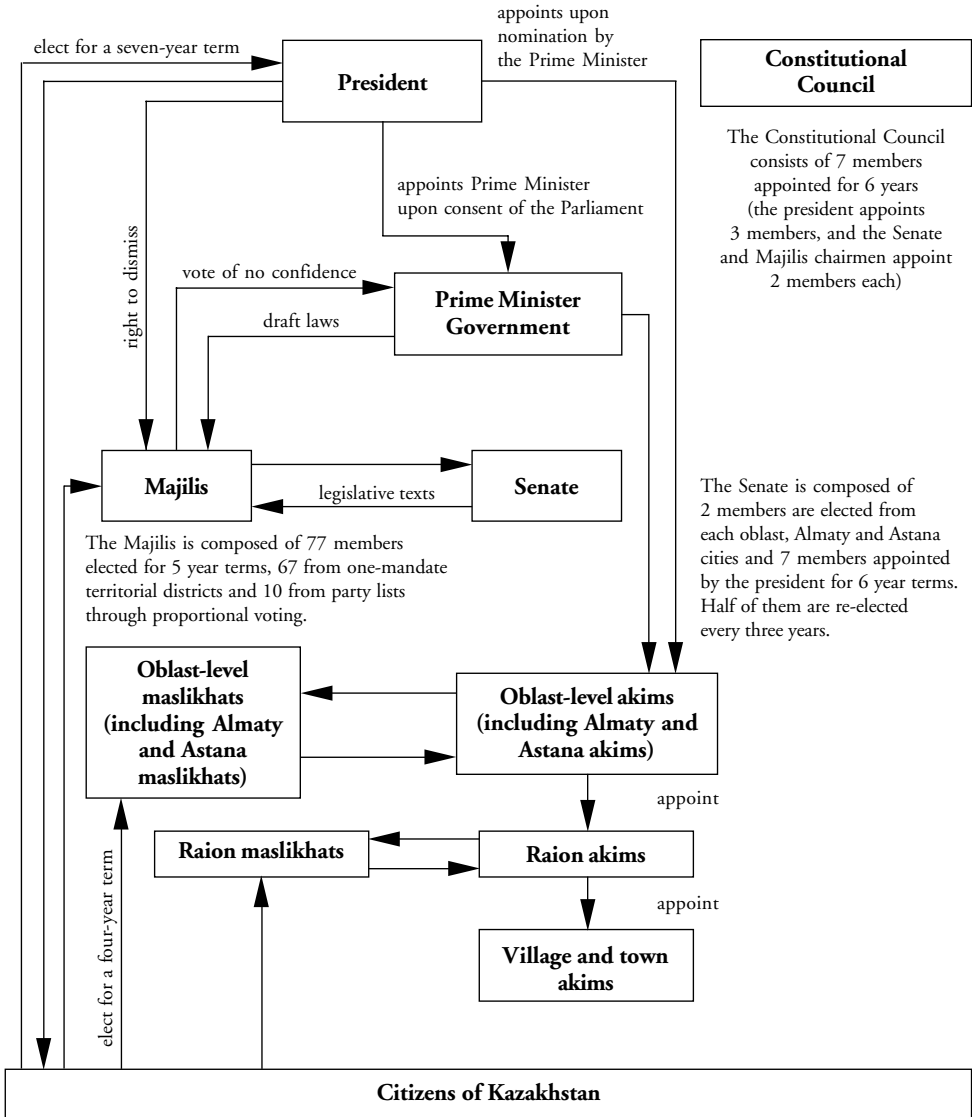 appoints upon
nomination by
the Prime Minister
elect for a seven-year term
President
Constitutional
Council
The Constitutional Council
consists of 7 members
appointed for 6 years
(the president appoints
3 members, and the Senate
and Majilis chairmen appoint
2 members each)
appoints Prime Minister
upon consent of the Parliament
right to dismiss
vote of no confidence
Prime Minister
Government
draft laws
Majilis
legislative texts
Senate
The Majilis is composed of 77 members
elected for 5 year terms, 67 from one-mandate
territorial districts and 10 from party lists
through proportional voting.
The Senate is composed of
2 members are elected from
each oblast, Almaty and Astana
cities and 7 members appointed
by the president for 6 year terms.
Half of them are re-elected
every three years.
Oblast-level
maslikhats
(including Almaty
and Astana
maslikhats)
Oblast-level akims
(including Almaty and
Astana akims)
appoint
Raion maslikhats
Raion akims
appoint
Village and town
akims
elect for a four-year term
Citizens of Kazakhstan